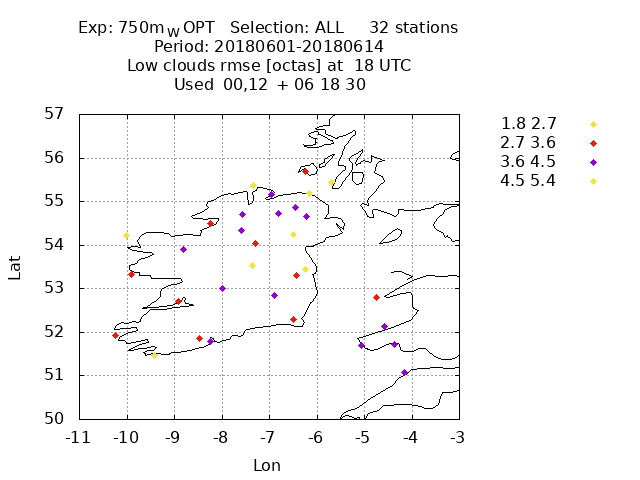 Exp: 750m_W OPT   Selection: ALL     32 stations
Period: 20180601-20180614
Low clouds rmse [octas] at  18 UTC
Used  00,12  + 06 18 30
57
56
55
54
53
52
51
50
Lat
-11 -10 -9 -8 -7 -6 -5 -4 -3
Lon
1.8 2.7
2.7 3.6
3.6 4.5
4.5 5.4